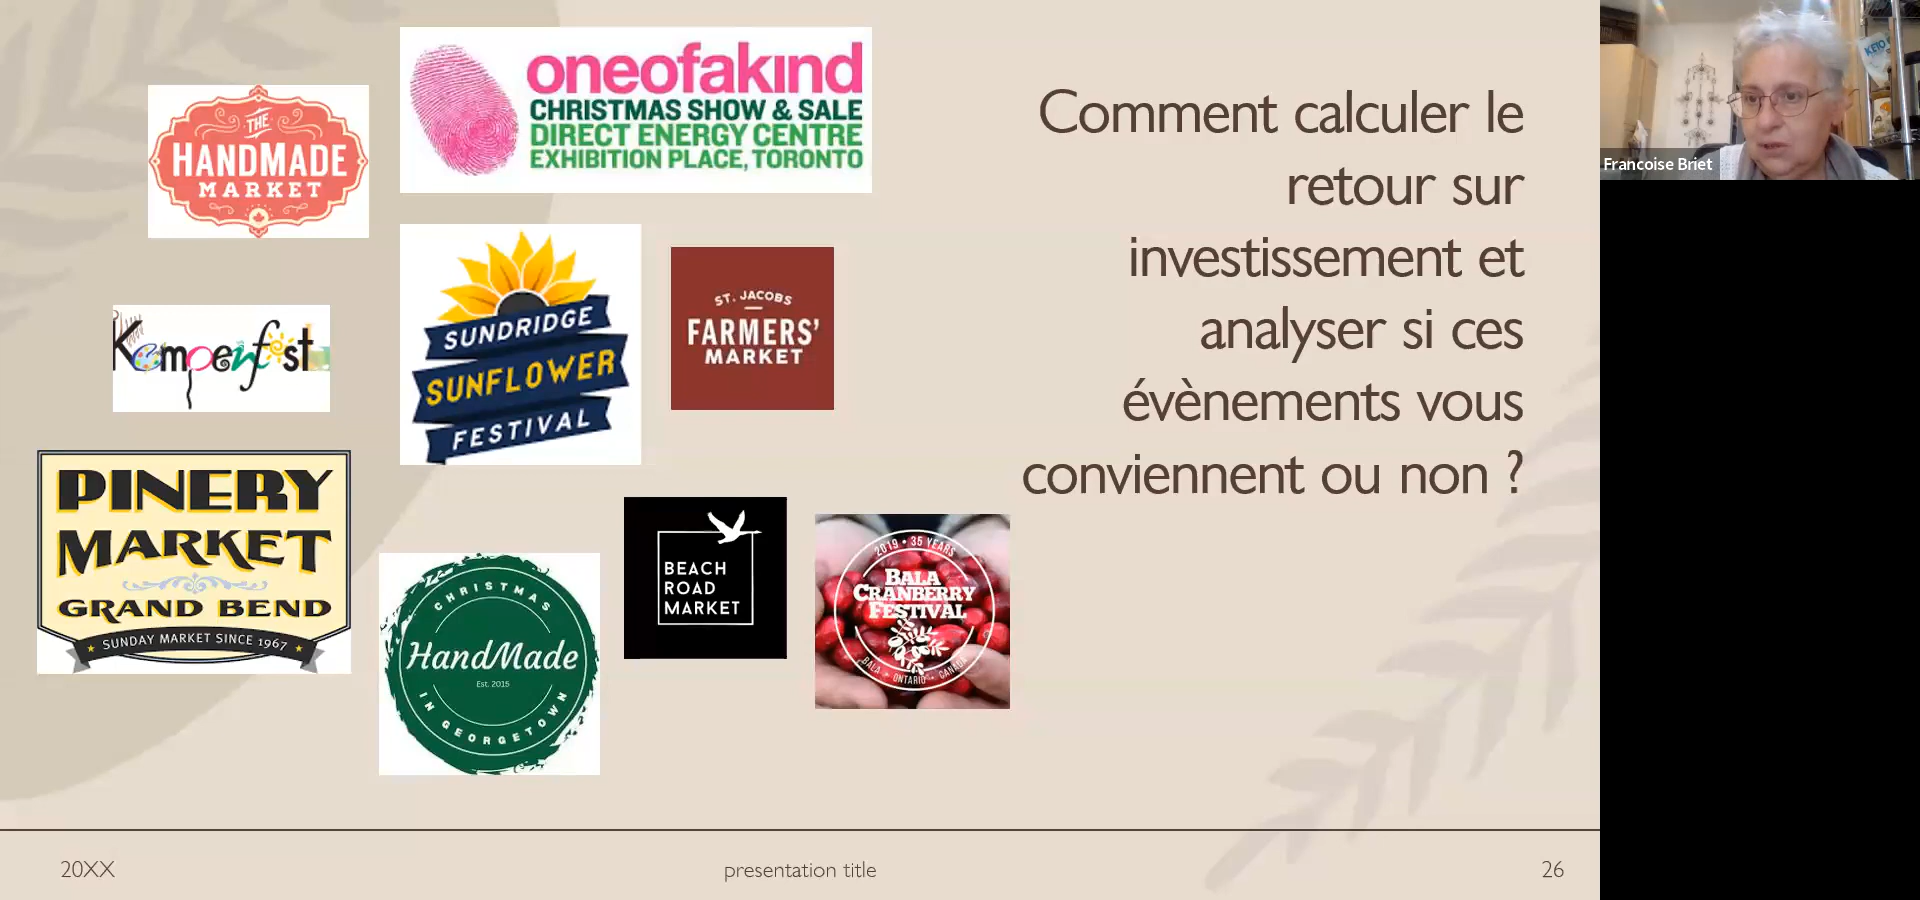 oneofakind
CHRISTMAS SHOW & SALE
DIRECT ENERGY CENTRE
EXHIBITION PLACE, TORONTO
THE
HANDMADE
MARKET
Kempenfest
SUNDRIDGE
SUNFLOWER
FESTIVAL
ST. JACOBS
FARMERS'
MARKET
PINERY
MARKET
GRAND BEND
SUNDAY MARKET SINCE 1967
CHRISTMAS
HandMade
Est. 2015
IN GEORGETOWN
BEACH
ROAD
MARKET
2019 • 35 YEARS
BALA
CRANBERRY
FESTIVAL
BALA • ONTARIO • CANADA
Comment calculer le
retour sur
investissement et
analyser si ces
évènements vous
conviennent ou non ?
20XX
presentation title
26
KETO
Francoise Briet